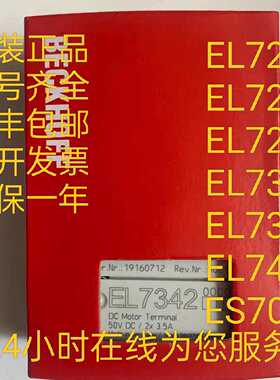 装正品 EL72
号齐全 EL72
丰包邮 EL72
开发票 EL73
保一年 EL73
EL74
ES70
BECKHOFF
r.Nr.:19160712 Rev.Nr.
EL7342
DC Motor Terminal
50V DC / 2x 3.5A
4小时在线为您服务